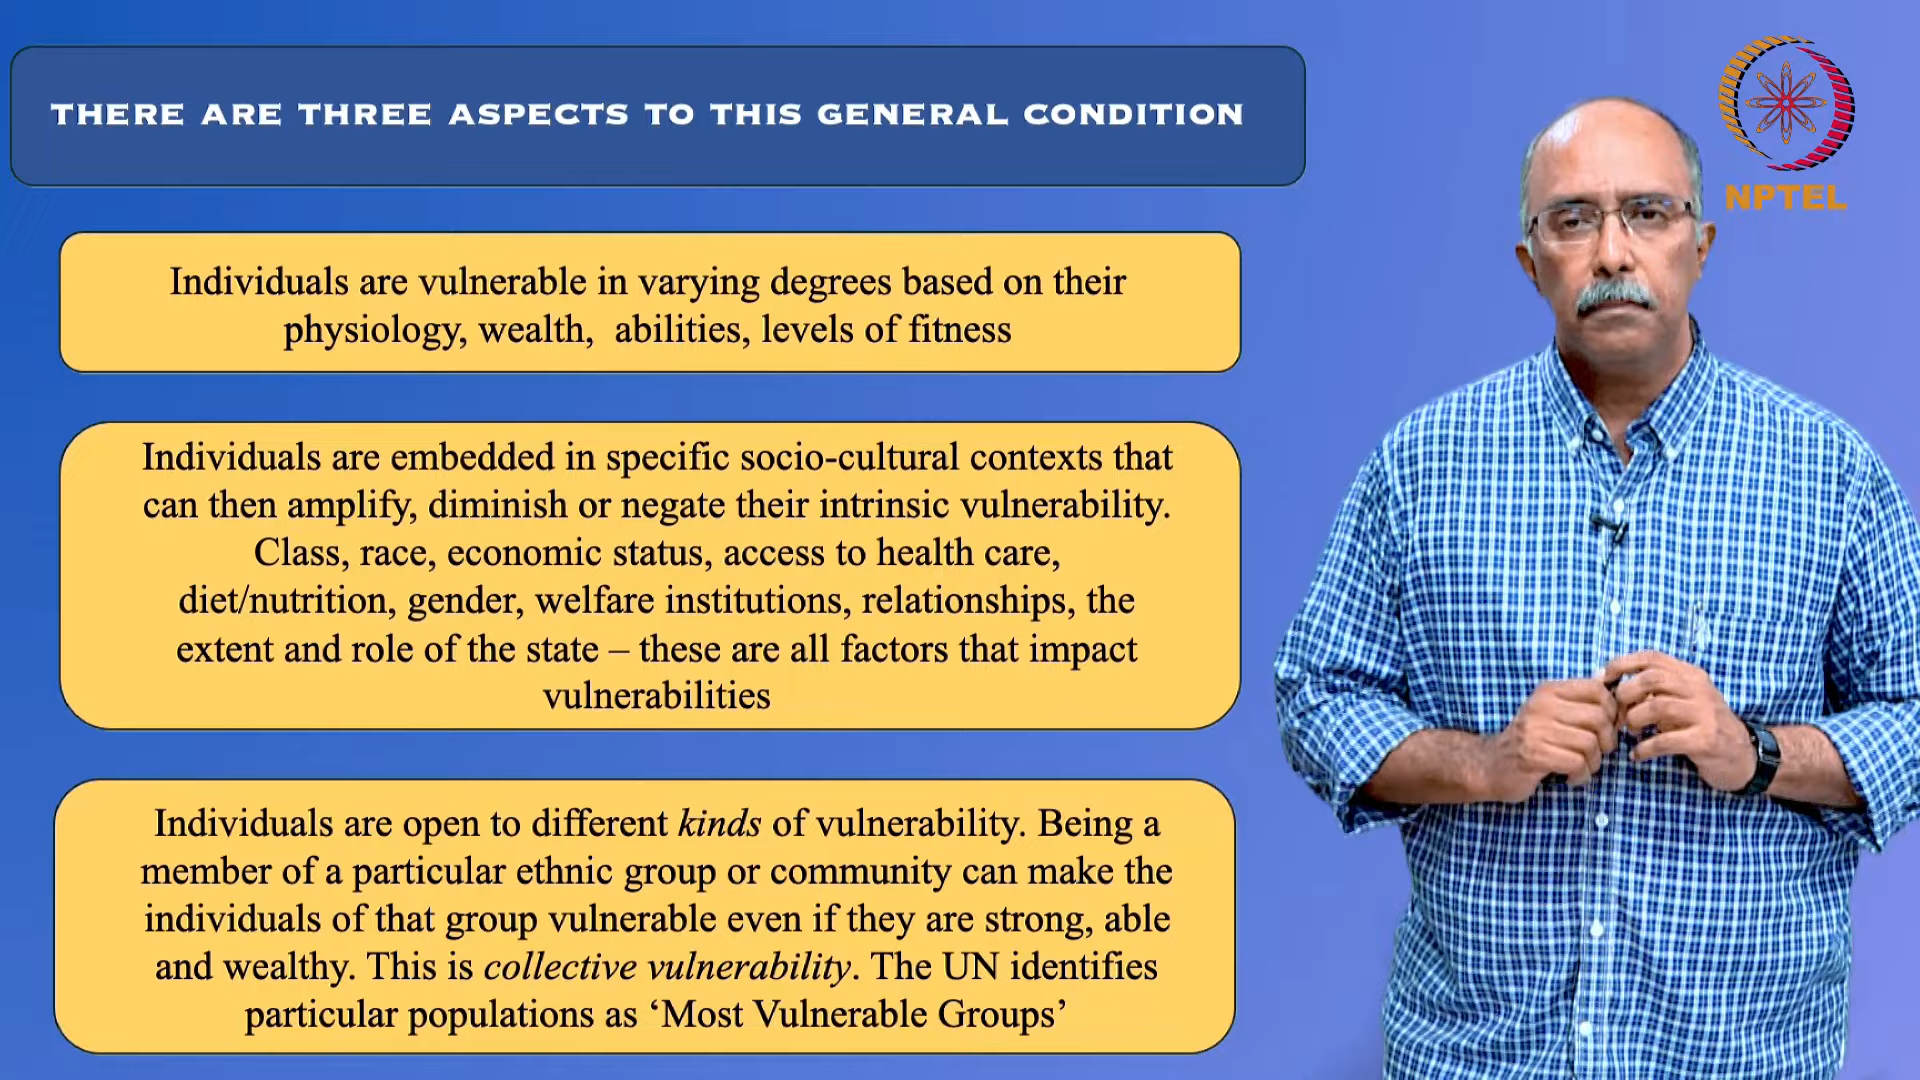 THERE ARE THREE ASPECTS TO THIS GENERAL CONDITION
NPTEL
Individuals are vulnerable in varying degrees based on their
physiology, wealth,  abilities, levels of fitness
Individuals are embedded in specific socio-cultural contexts that
can then amplify, diminish or negate their intrinsic vulnerability.
Class, race, economic status, access to health care,
diet/nutrition, gender, welfare institutions, relationships, the
extent and role of the state – these are all factors that impact
vulnerabilities
Individuals are open to different kinds of vulnerability. Being a
member of a particular ethnic group or community can make the
individuals of that group vulnerable even if they are strong, able
and wealthy. This is collective vulnerability. The UN identifies
particular populations as ‘Most Vulnerable Groups’